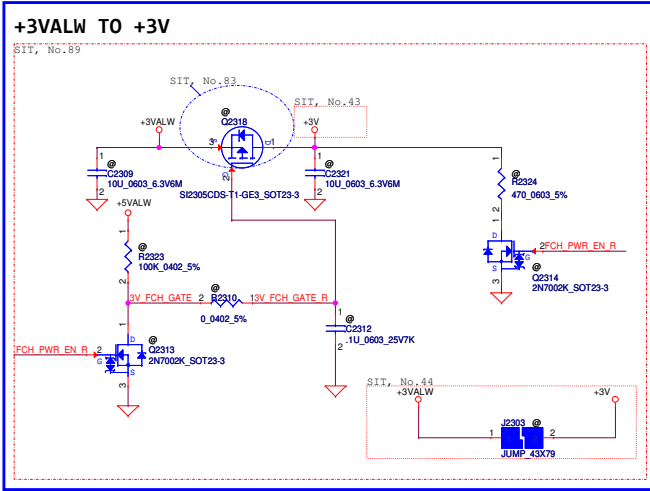 +3VALW TO +3V
SIT, No.89
SIT, No.83
SIT, No.43
@
Q2318
+3VALW
+3V
3
S
D
1
G
2
SI2305CDS-T1-GE3_SOT23-3
1
@
C2309
10U_0603_6.3V6M
2
1
@
C2321
10U_0603_6.3V6M
2
1
@
R2324
470_0603_5%
2
+5VALW
1
@
R2323
100K_0402_5%
2
1
D
2
FCH_PWR_EN_R
G
S
3
@
Q2314
2N7002K_SOT23-3
3V_FCH_GATE
2
@
R2310
1
3V_FCH_GATE_R
0_0402_5%
1
@
C2312
.1U_0603_25V7K
2
FCH_PWR_EN_R
2
G
1
D
S
3
@
Q2313
2N7002K_SOT23-3
SIT, No.44
+3VALW
+3V
J2303
@
1
2
JUMP_43X79